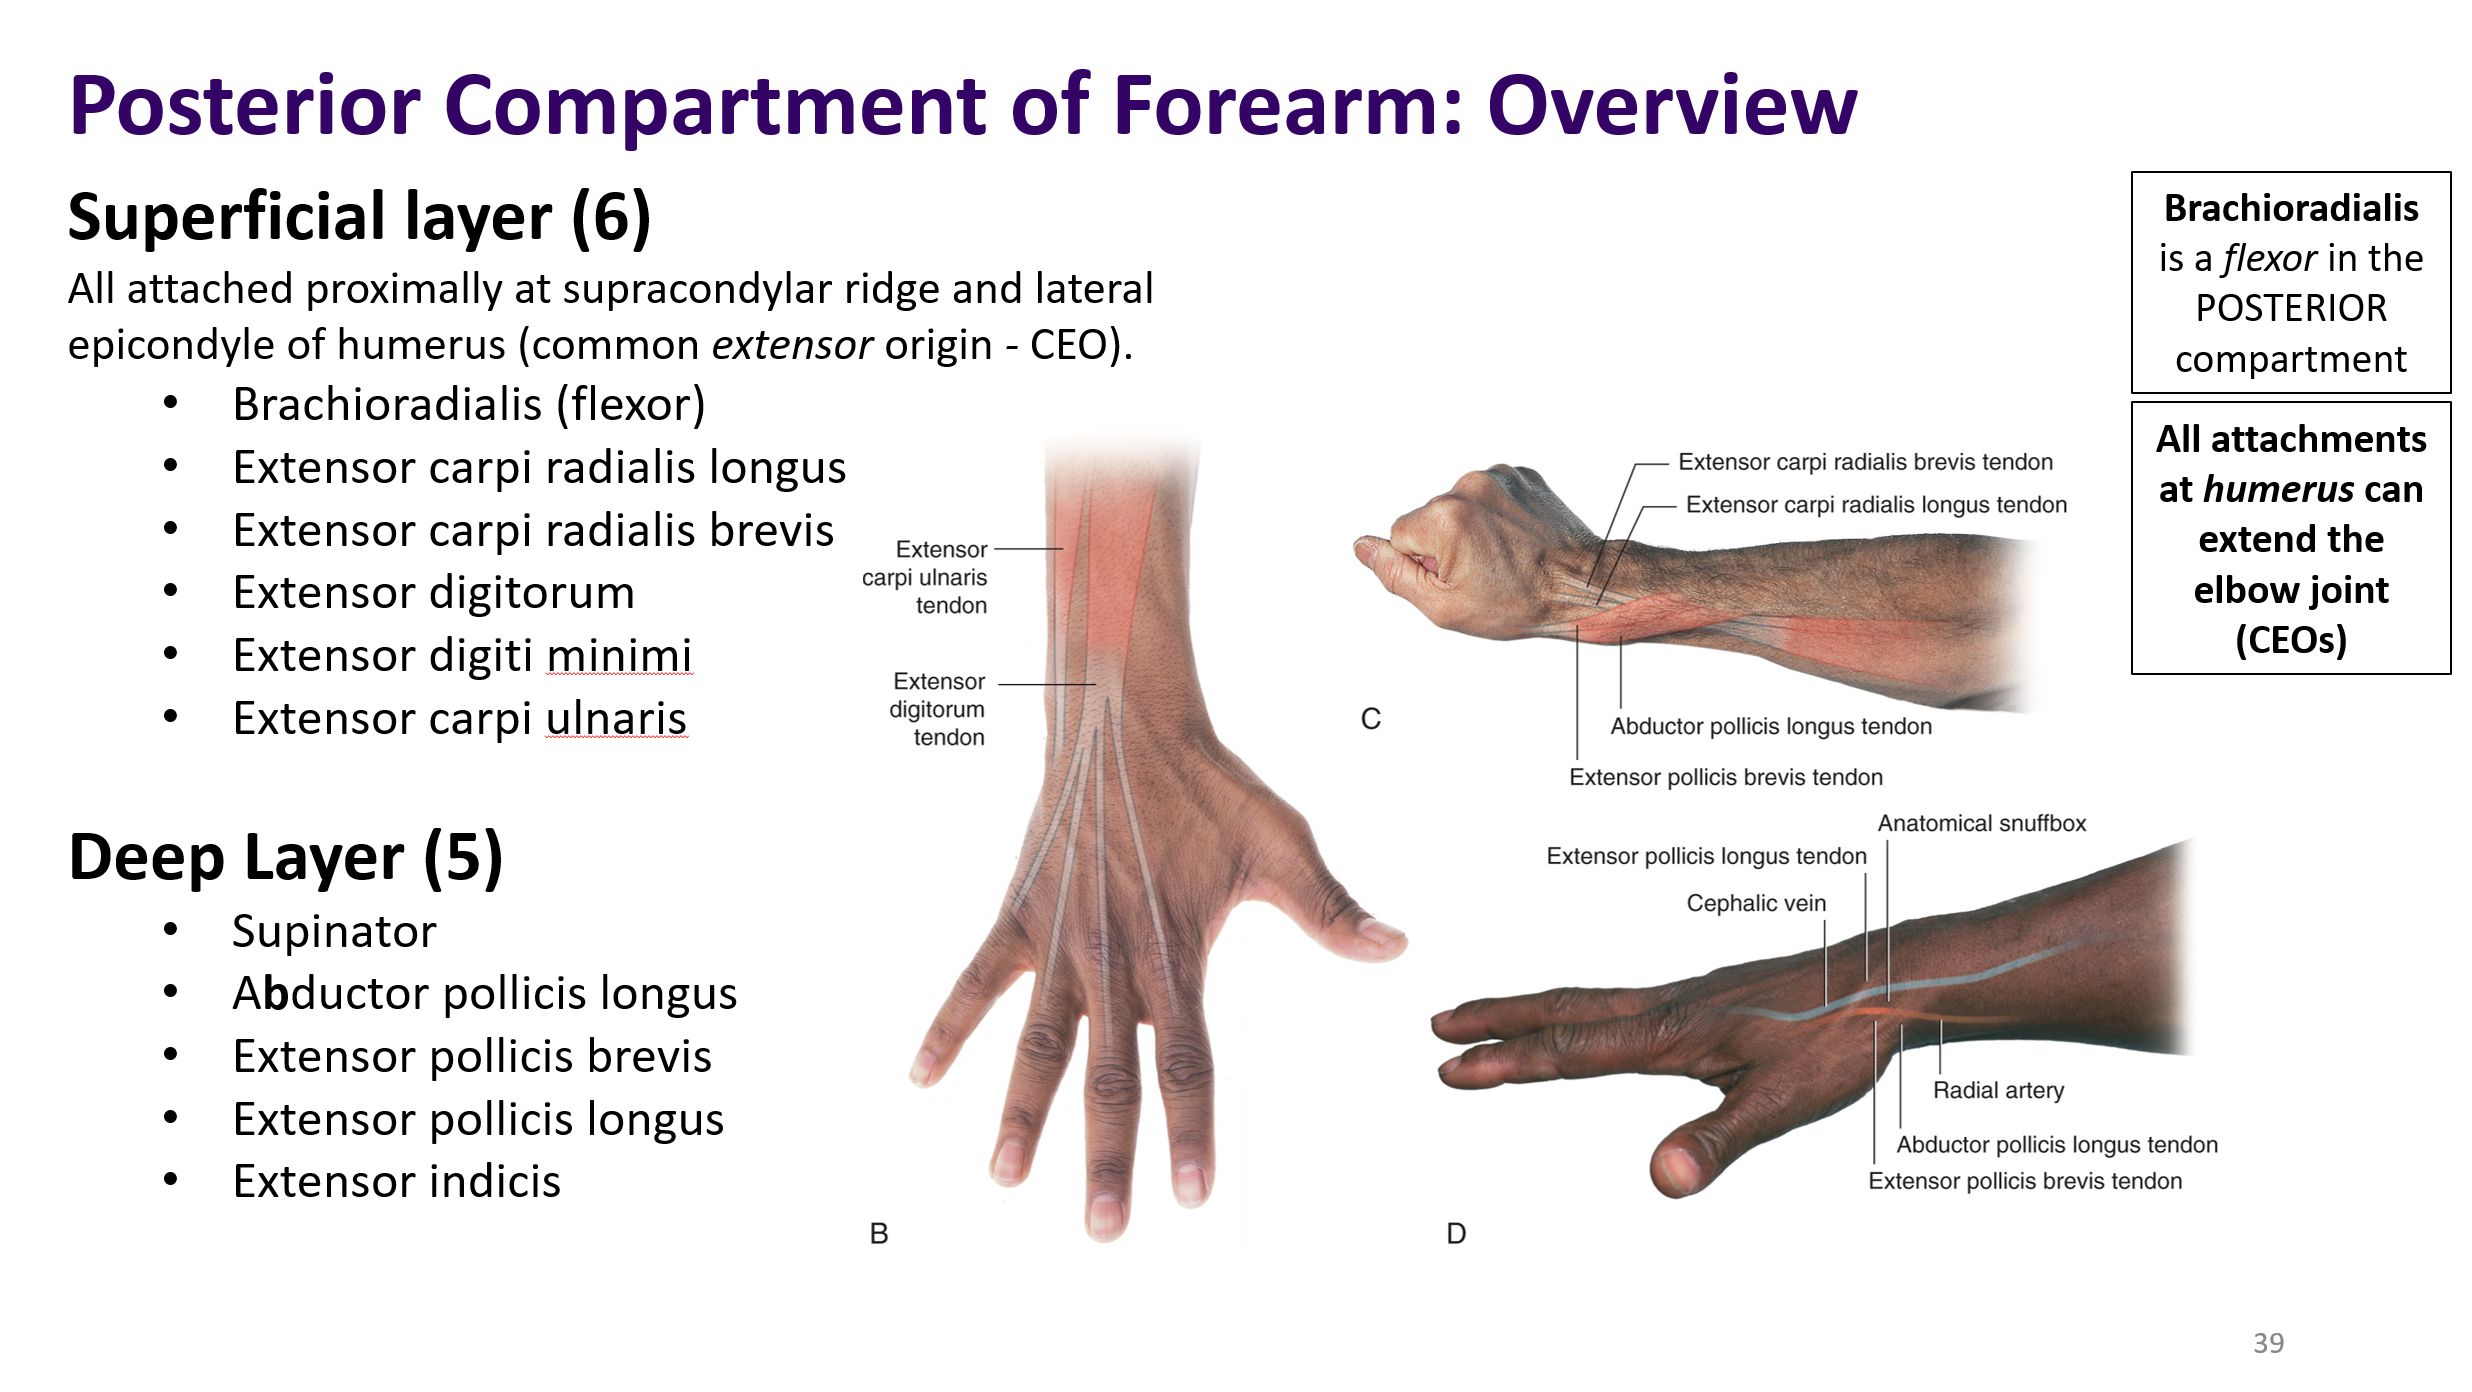 Posterior Compartment of Forearm: Overview
Superficial layer (6)
All attached proximally at supracondylar ridge and lateral
epicondyle of humerus (common extensor origin - CEO).
• Brachioradialis (flexor)
• Extensor carpi radialis longus
• Extensor carpi radialis brevis
• Extensor digitorum
• Extensor digiti minimi
• Extensor carpi ulnaris
Deep Layer (5)
• Supinator
• Abductor pollicis longus
• Extensor pollicis brevis
• Extensor pollicis longus
• Extensor indicis
Extensor
carpi ulnaris
tendon
Extensor
digitorum
tendon
B
Extensor carpi radialis brevis tendon
Extensor carpi radialis longus tendon
C
Abductor pollicis longus tendon
Extensor pollicis brevis tendon
Anatomical snuffbox
Extensor pollicis longus tendon
Cephalic vein
Radial artery
Abductor pollicis longus tendon
Extensor pollicis brevis tendon
D
Brachioradialis
is a flexor in the
POSTERIOR
compartment
All attachments
at humerus can
extend the
elbow joint
(CEOs)
39